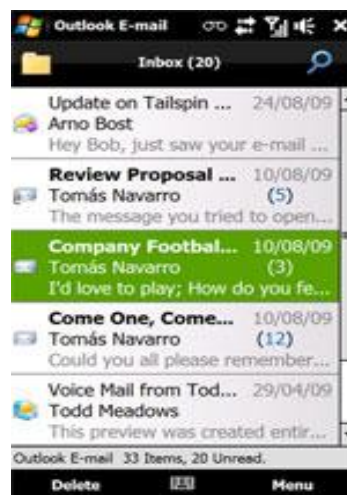 Outlook E-mail
Inbox (20)
Update on Tailspin ... 24/08/09
Arno Bost
Hey Bob, just saw your e-mail ...
Review Proposal ... 10/08/09
Tomás Navarro (5)
The message you tried to open...
Company Footbal... 10/08/09
Tomás Navarro (3)
I'd love to play; How do you fe...
Come One, Come... 10/08/09
Tomás Navarro (12)
Could you all please remember...
Voice Mail from Tod... 29/04/09
Todd Meadows
This preview was created entir...
Outlook E-mail 33 Items, 20 Unread.
Delete Menu